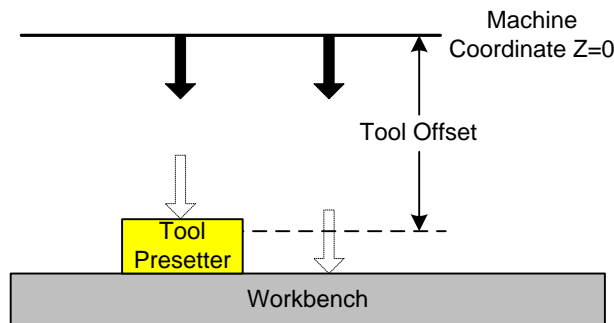 Machine
Coordinate Z=0
Tool Offset
Tool
Presetter
Workbench